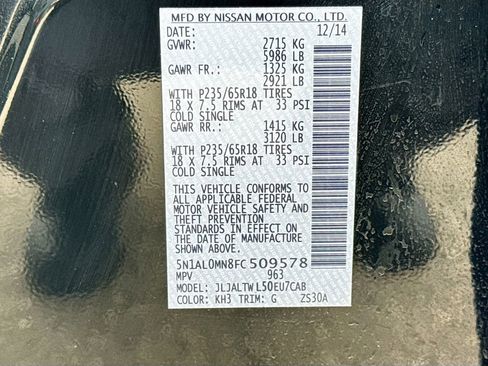 MFD BY NISSAN MOTOR CO., LTD.
DATE: 12/14
GVWR: 2715 KG
5986 LB
GAWR FR.: 1325 KG
2921 LB
WITH P235/65R18 TIRES
18 X 7.5 RIMS AT 33 PSI
COLD SINGLE
GAWR RR.: 1415 KG
3120 LB
WITH P235/65R18 TIRES
18 X 7.5 RIMS AT 33 PSI
COLD SINGLE
THIS VEHICLE CONFORMS TO
ALL APPLICABLE FEDERAL
MOTOR VEHICLE SAFETY AND
THEFT PREVENTION
STANDARDS IN EFFECT ON
THE DATE OF MANUFACTURE
SHOWN ABOVE.
5N1AL0MN8FC509578
MPV 963
MODEL: JLJALTWL50EU7CAB
COLOR: KH3 TRIM: G ZS30A